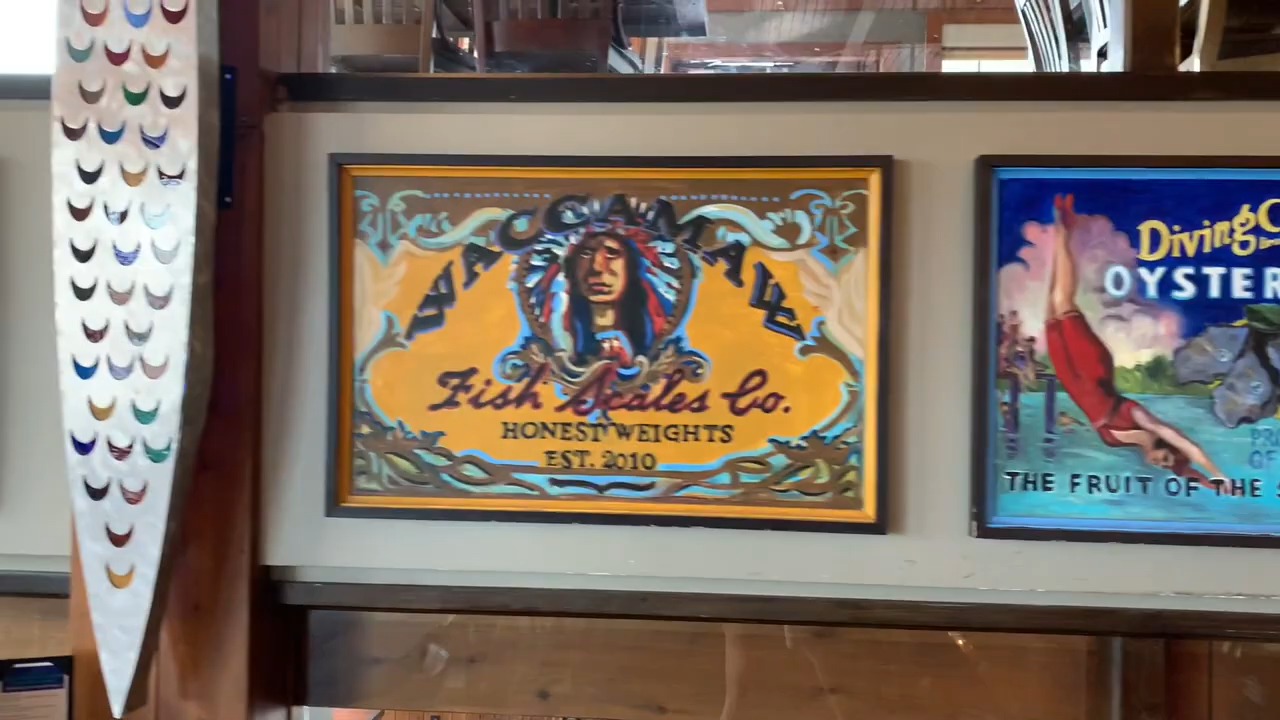 WACCAMAW
Fish Scales Co.
HONEST WEIGHTS
EST. 2010
Diving
OYSTER
THE FRUIT OF THE